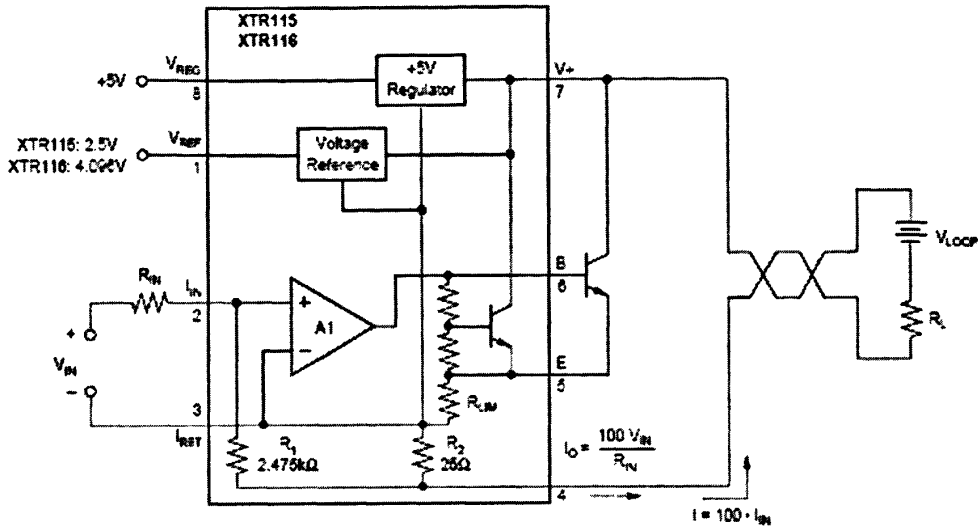 XTR115
XTR116
+5V
VREG
8
+5V
Regulator
V+
7
XTR115: 2.5V
XTR116: 4.096V
VREF
1
Voltage
Reference
RIN
IIN
2
+
A1
−
B
6
E
5
+
VIN
−
3
IRET
RLIM
R1
2.475kΩ
R2
25Ω
IO = 100 VIN / RIN
4
I = 100 · IIN
VLOOP
RL